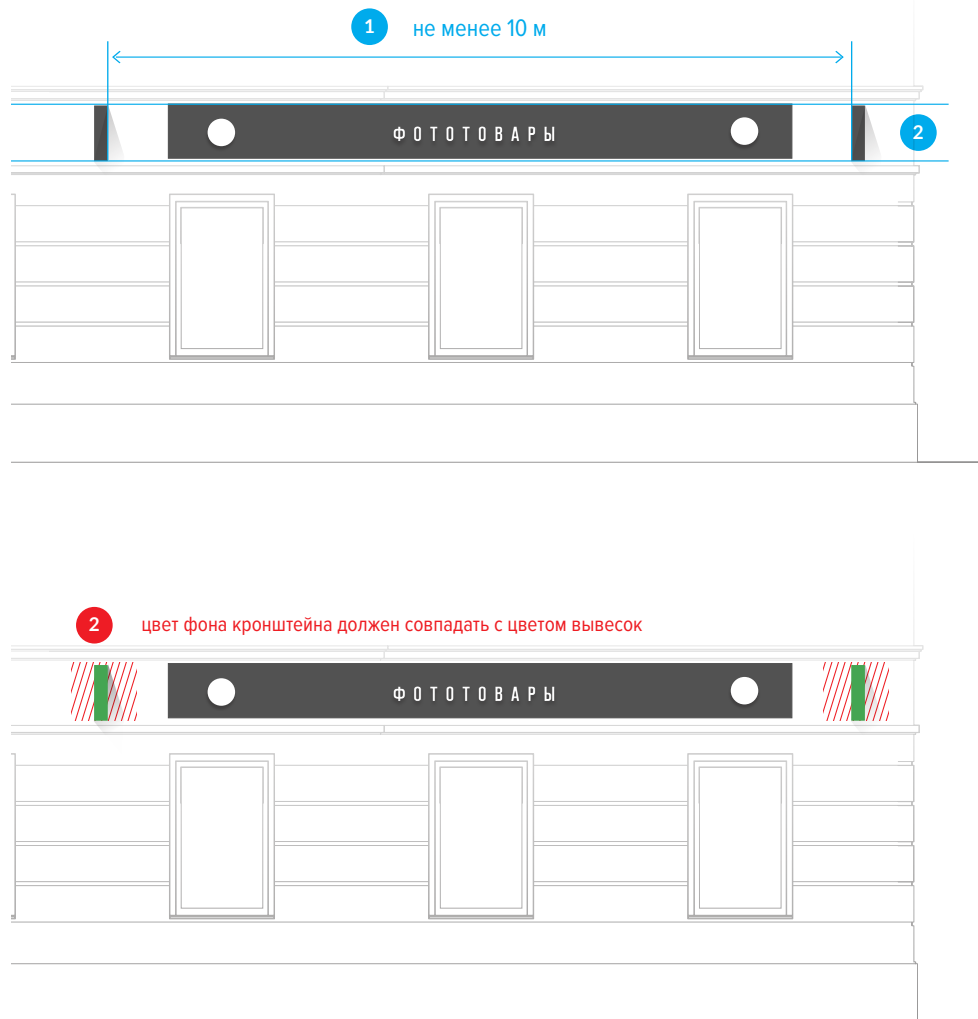 1 не менее 10 м
ФОТОТОВАРЫ
2
2 цвет фона кронштейна должен совпадать с цветом вывесок
ФОТОТОВАРЫ